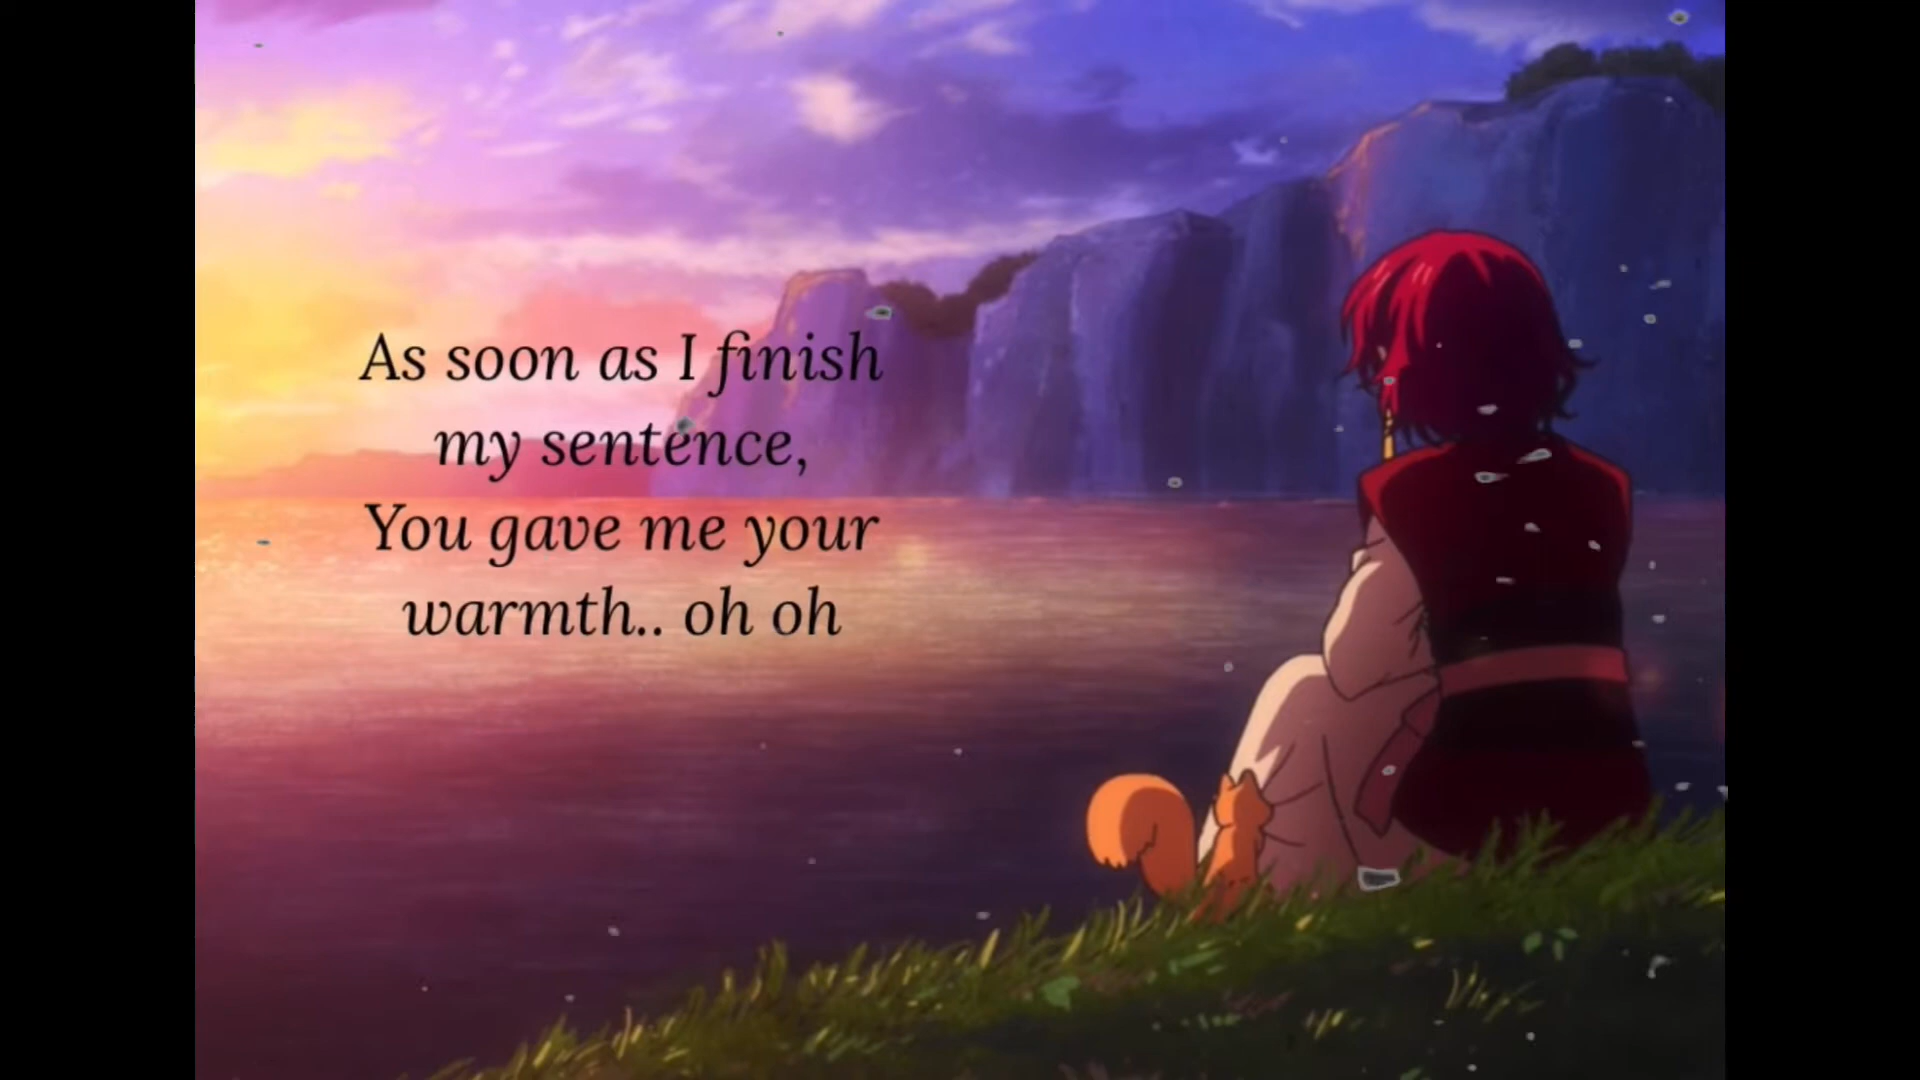 As soon as I finish
my sentence,
You gave me your
warmth.. oh oh